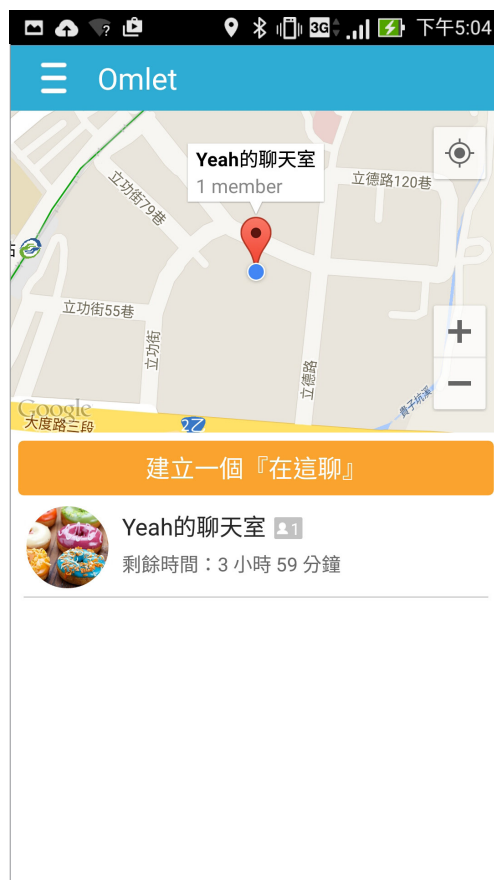 3G
下午5:04
Omlet
Yeah的聊天室
1 member
立德路120巷
立功街79巷
站
立功街55巷
立功街
立德路
貴子坑溪
Google
大度路三段
2乙
建立一個『在這聊』
Yeah的聊天室 1
剩餘時間：3 小時 59 分鐘